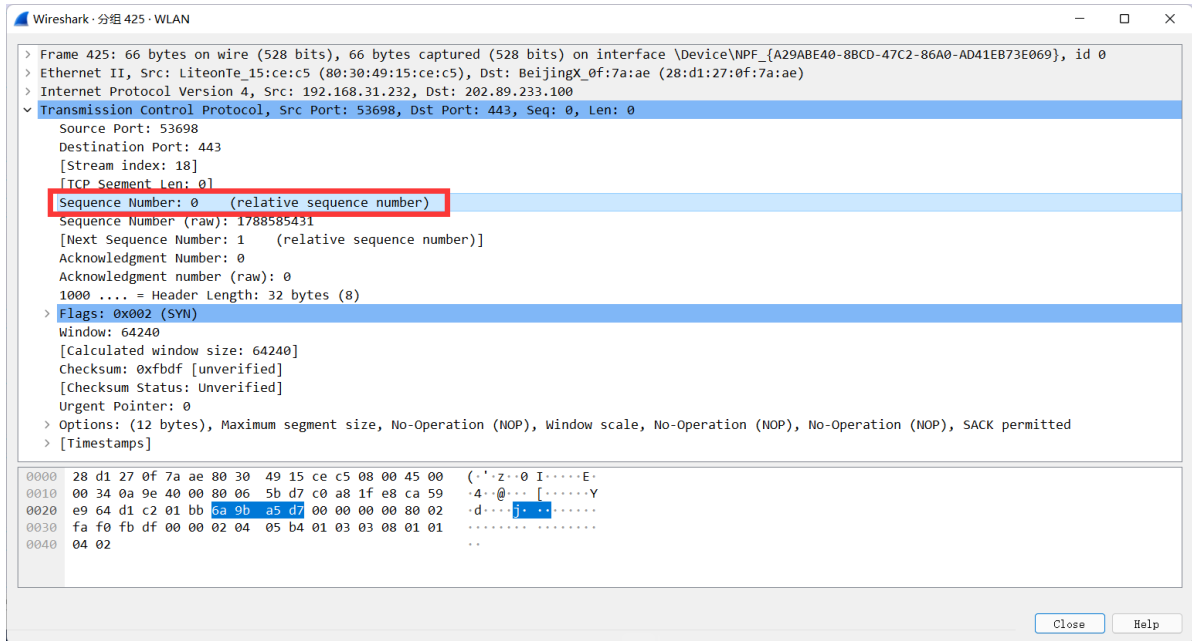 Wireshark · 分组 425 · WLAN
> Frame 425: 66 bytes on wire (528 bits), 66 bytes captured (528 bits) on interface \Device\NPF_{A29ABE40-8BCD-47C2-86A0-AD41EB73E069}, id 0
> Ethernet II, Src: LiteonTe_15:ce:c5 (80:30:49:15:ce:c5), Dst: BeijingX_0f:7a:ae (28:d1:27:0f:7a:ae)
> Internet Protocol Version 4, Src: 192.168.31.232, Dst: 202.89.233.100
Transmission Control Protocol, Src Port: 53698, Dst Port: 443, Seq: 0, Len: 0
Source Port: 53698
Destination Port: 443
[Stream index: 18]
[TCP Segment Len: 0]
Sequence Number: 0    (relative sequence number)
Sequence Number (raw): 1788585431
[Next Sequence Number: 1    (relative sequence number)]
Acknowledgment Number: 0
Acknowledgment number (raw): 0
1000 .... = Header Length: 32 bytes (8)
> Flags: 0x002 (SYN)
Window: 64240
[Calculated window size: 64240]
Checksum: 0xfbdf [unverified]
[Checksum Status: Unverified]
Urgent Pointer: 0
> Options: (12 bytes), Maximum segment size, No-Operation (NOP), Window scale, No-Operation (NOP), No-Operation (NOP), SACK permitted
> [Timestamps]
0000  28 d1 27 0f 7a ae 80 30  49 15 ce c5 08 00 45 00   (·'·z··0 I·····E·
0010  00 34 0a 9e 40 00 80 06  5b d7 c0 a8 1f e8 ca 59   ·4··@··· [······Y
0020  e9 64 d1 c2 01 bb 6a 9b  a5 d7 00 00 00 00 80 02   ·d····j· ········
0030  fa f0 fb df 00 00 02 04  05 b4 01 03 03 08 01 01   ········ ········
0040  04 02   ··
Close Help